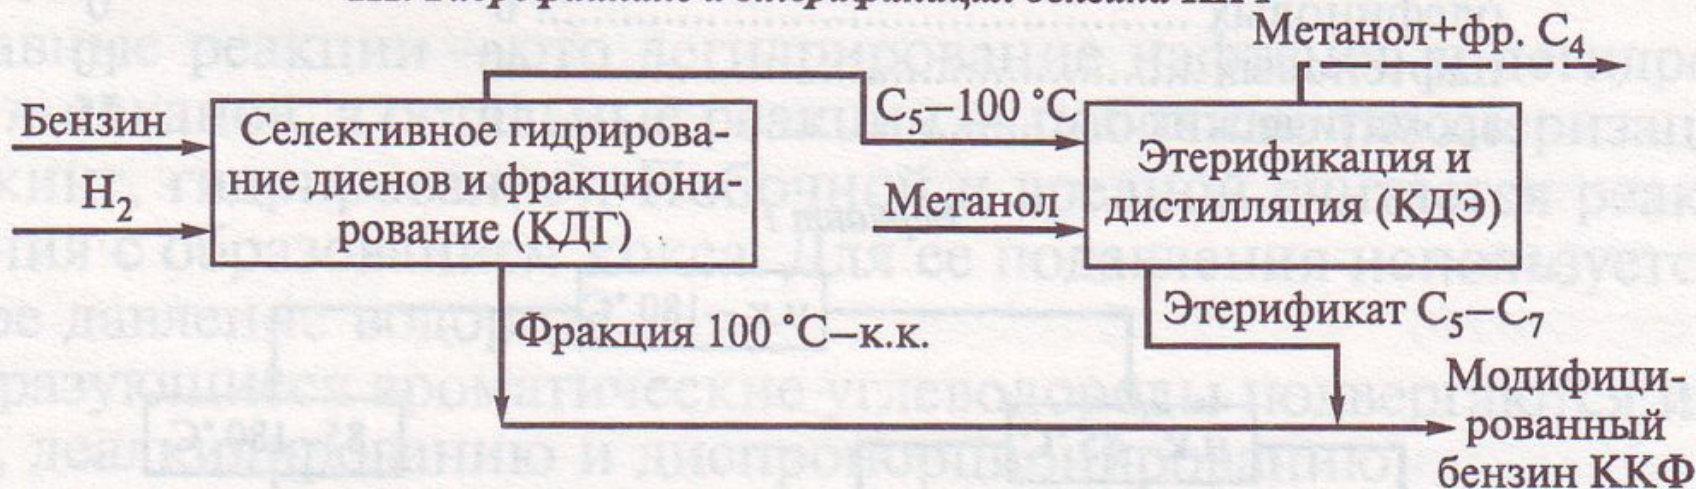 Метанол+фр. C₄
Бензин
H₂
Селективное гидрирова-
ние диенов и фракциони-
рование (КДГ)
C₅–100 °C
Метанол
Этерификация и
дистилляция (КДЭ)
Фракция 100 °C–к.к.
Этерификат C₅–C₇
Модифици-
рованный
бензин ККФ